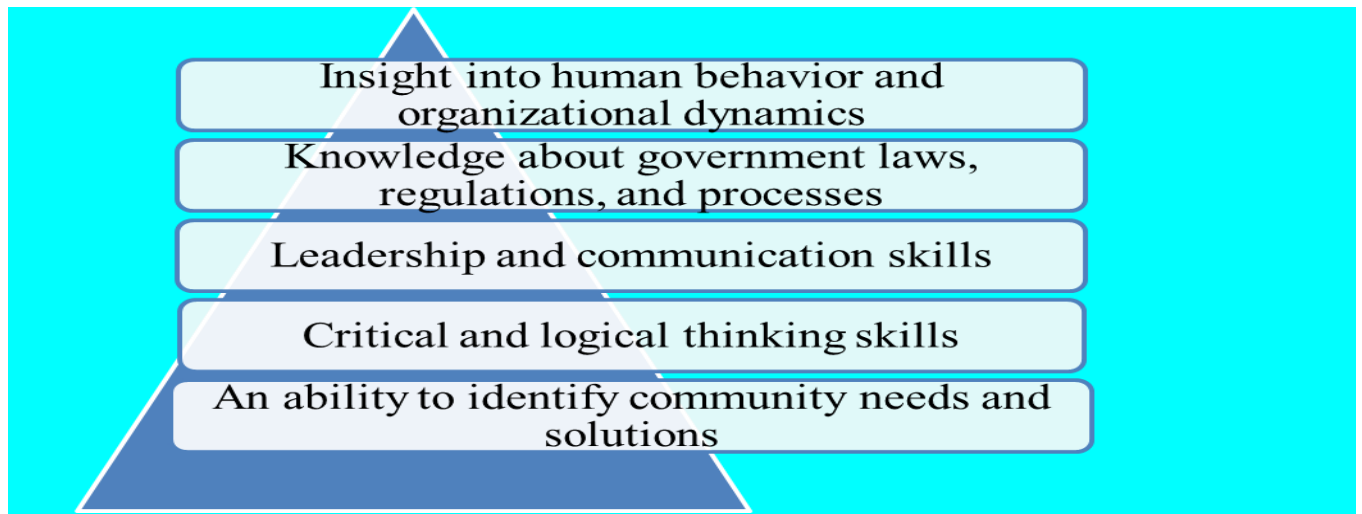 Insight into human behavior and
organizational dynamics
Knowledge about government laws,
regulations, and processes
Leadership and communication skills
Critical and logical thinking skills
An ability to identify community needs and
solutions